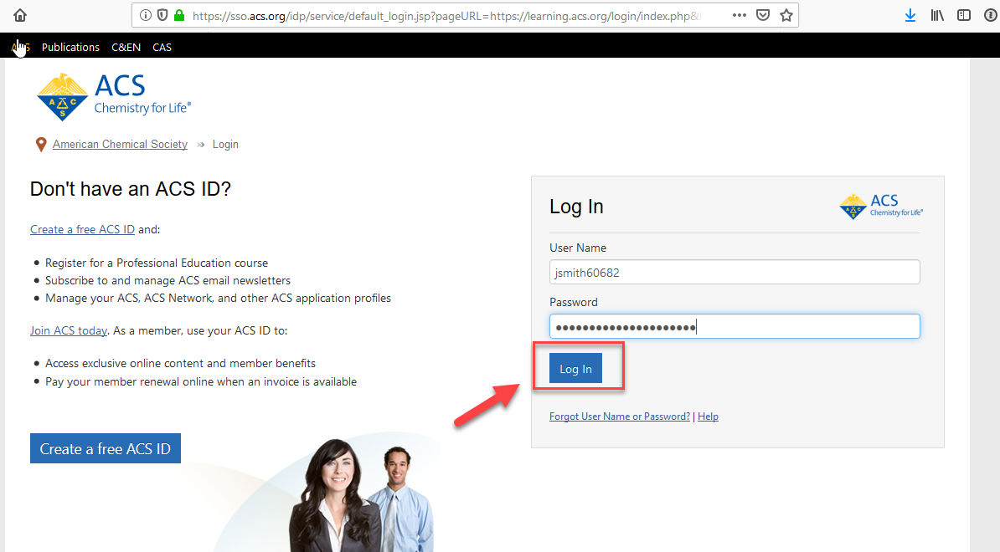 https://sso.acs.org/idp/service/default_login.jsp?pageURL=https://learning.acs.org/login/index.php&
ACS Publications C&EN CAS
ACS
Chemistry for Life®
A C S
American Chemical Society » Login
Don't have an ACS ID?
Create a free ACS ID and:
• Register for a Professional Education course
• Subscribe to and manage ACS email newsletters
• Manage your ACS, ACS Network, and other ACS application profiles
Join ACS today. As a member, use your ACS ID to:
• Access exclusive online content and member benefits
• Pay your member renewal online when an invoice is available
Create a free ACS ID
Log In
ACS
Chemistry for Life®
A C S
User Name
jsmith60682
Password
Log In
Forgot User Name or Password? | Help